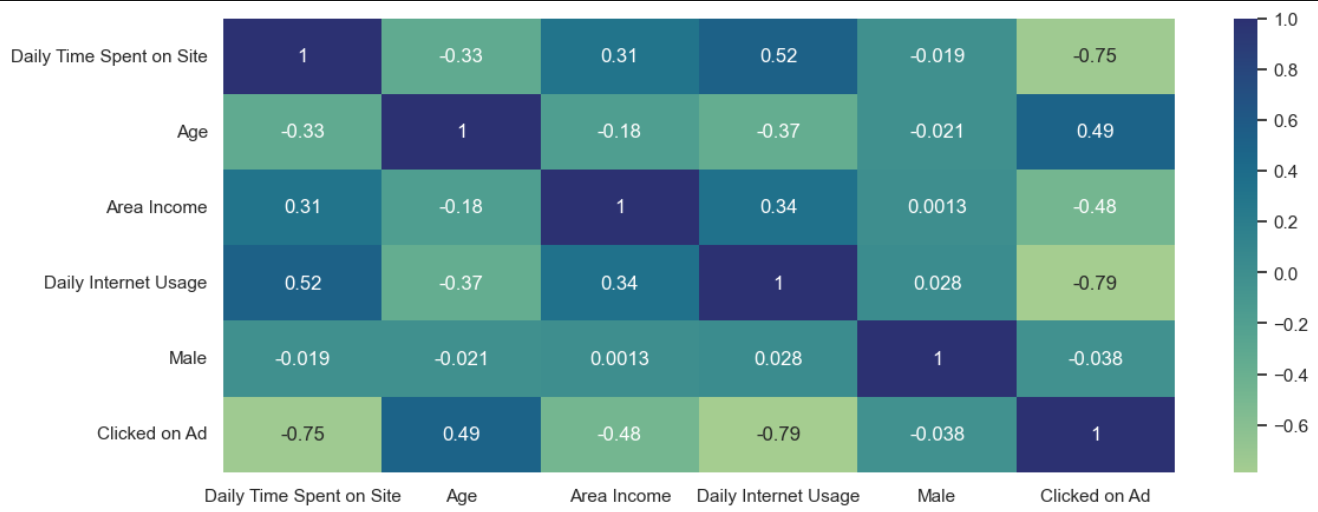 Daily Time Spent on Site 1 -0.33 0.31 0.52 -0.019 -0.75
Age -0.33 1 -0.18 -0.37 -0.021 0.49
Area Income 0.31 -0.18 1 0.34 0.0013 -0.48
Daily Internet Usage 0.52 -0.37 0.34 1 0.028 -0.79
Male -0.019 -0.021 0.0013 0.028 1 -0.038
Clicked on Ad -0.75 0.49 -0.48 -0.79 -0.038 1
Daily Time Spent on Site Age Area Income Daily Internet Usage Male Clicked on Ad
1.0
0.8
0.6
0.4
0.2
0.0
−0.2
−0.4
−0.6